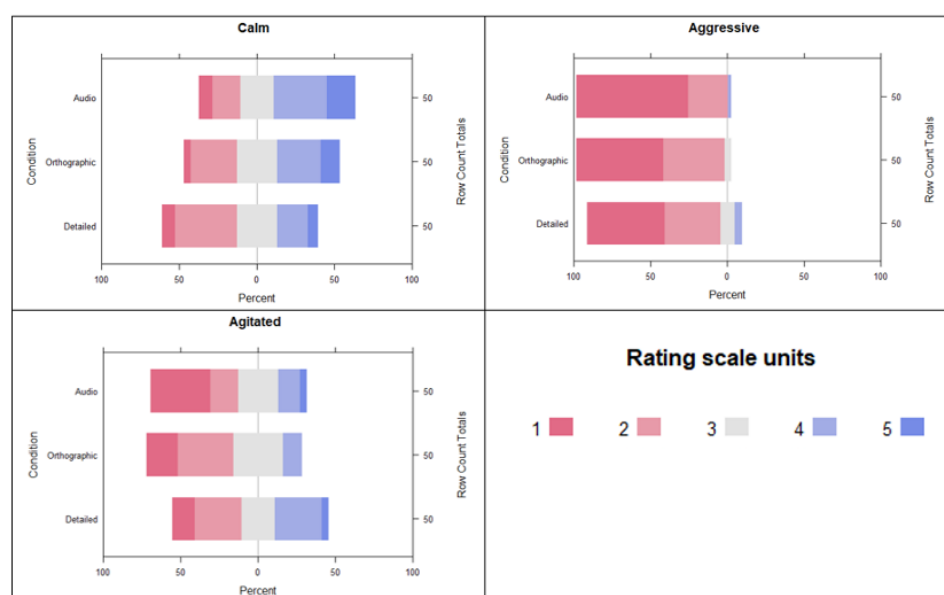 Calm
Audio
Orthographic
Detailed
Condition
50
50
50
Row Count Totals
100 50 0 50 100
Percent
Aggressive
Audio
Orthographic
Detailed
Condition
50
50
50
Row Count Totals
100 50 0 50 100
Percent
Agitated
Audio
Orthographic
Detailed
Condition
50
50
50
Row Count Totals
100 50 0 50 100
Percent
Rating scale units
1 2 3 4 5